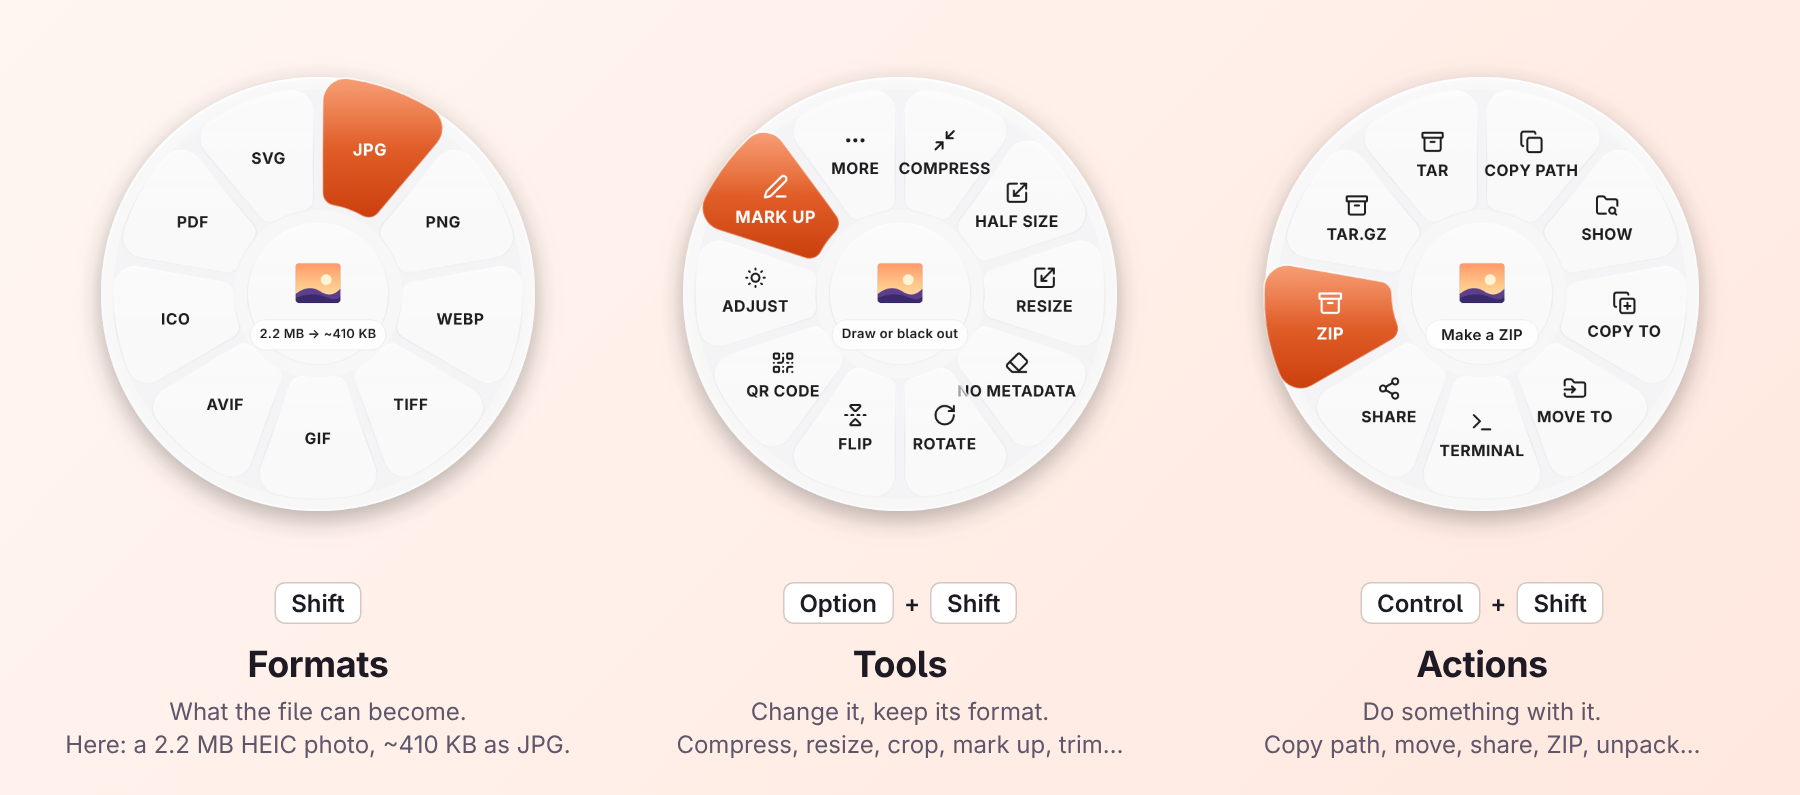 JPG
PNG
WEBP
TIFF
GIF
AVIF
ICO
PDF
SVG
2.2 MB → ~410 KB
Shift
Formats
What the file can become.
Here: a 2.2 MB HEIC photo, ~410 KB as JPG.
COMPRESS
HALF SIZE
RESIZE
NO METADATA
ROTATE
FLIP
QR CODE
ADJUST
MARK UP
MORE
Draw or black out
Option + Shift
Tools
Change it, keep its format.
Compress, resize, crop, mark up, trim...
COPY PATH
SHOW
COPY TO
MOVE TO
TERMINAL
SHARE
ZIP
TAR.GZ
TAR
Make a ZIP
Control + Shift
Actions
Do something with it.
Copy path, move, share, ZIP, unpack...